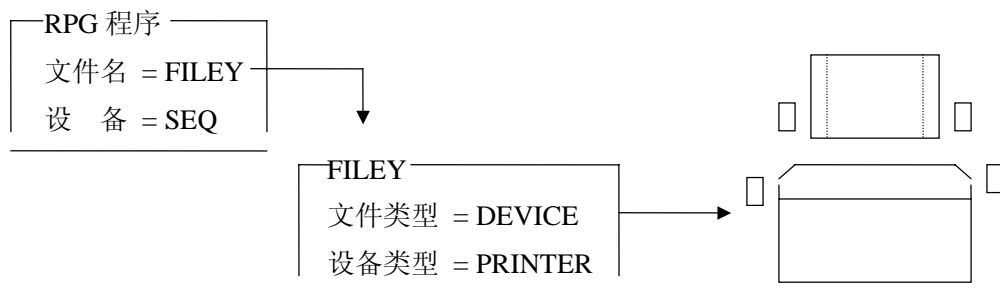 RPG 程序
文件名 = FILEY
设 备 = SEQ
FILEY
文件类型 = DEVICE
设备类型 = PRINTER